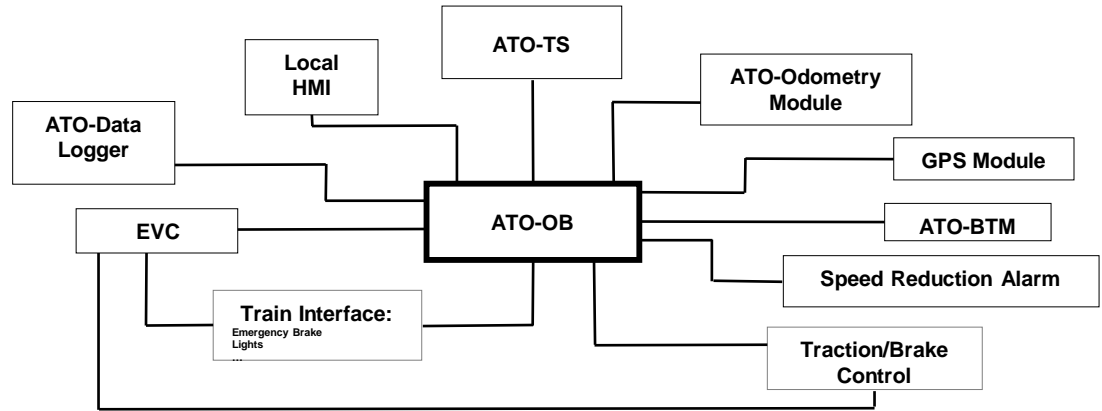 ATO-TS
Local
HMI
ATO-Odometry
Module
ATO-Data
Logger
GPS Module
ATO-OB
EVC
ATO-BTM
Speed Reduction Alarm
Train Interface:
Emergency Brake
Lights
...
Traction/Brake
Control